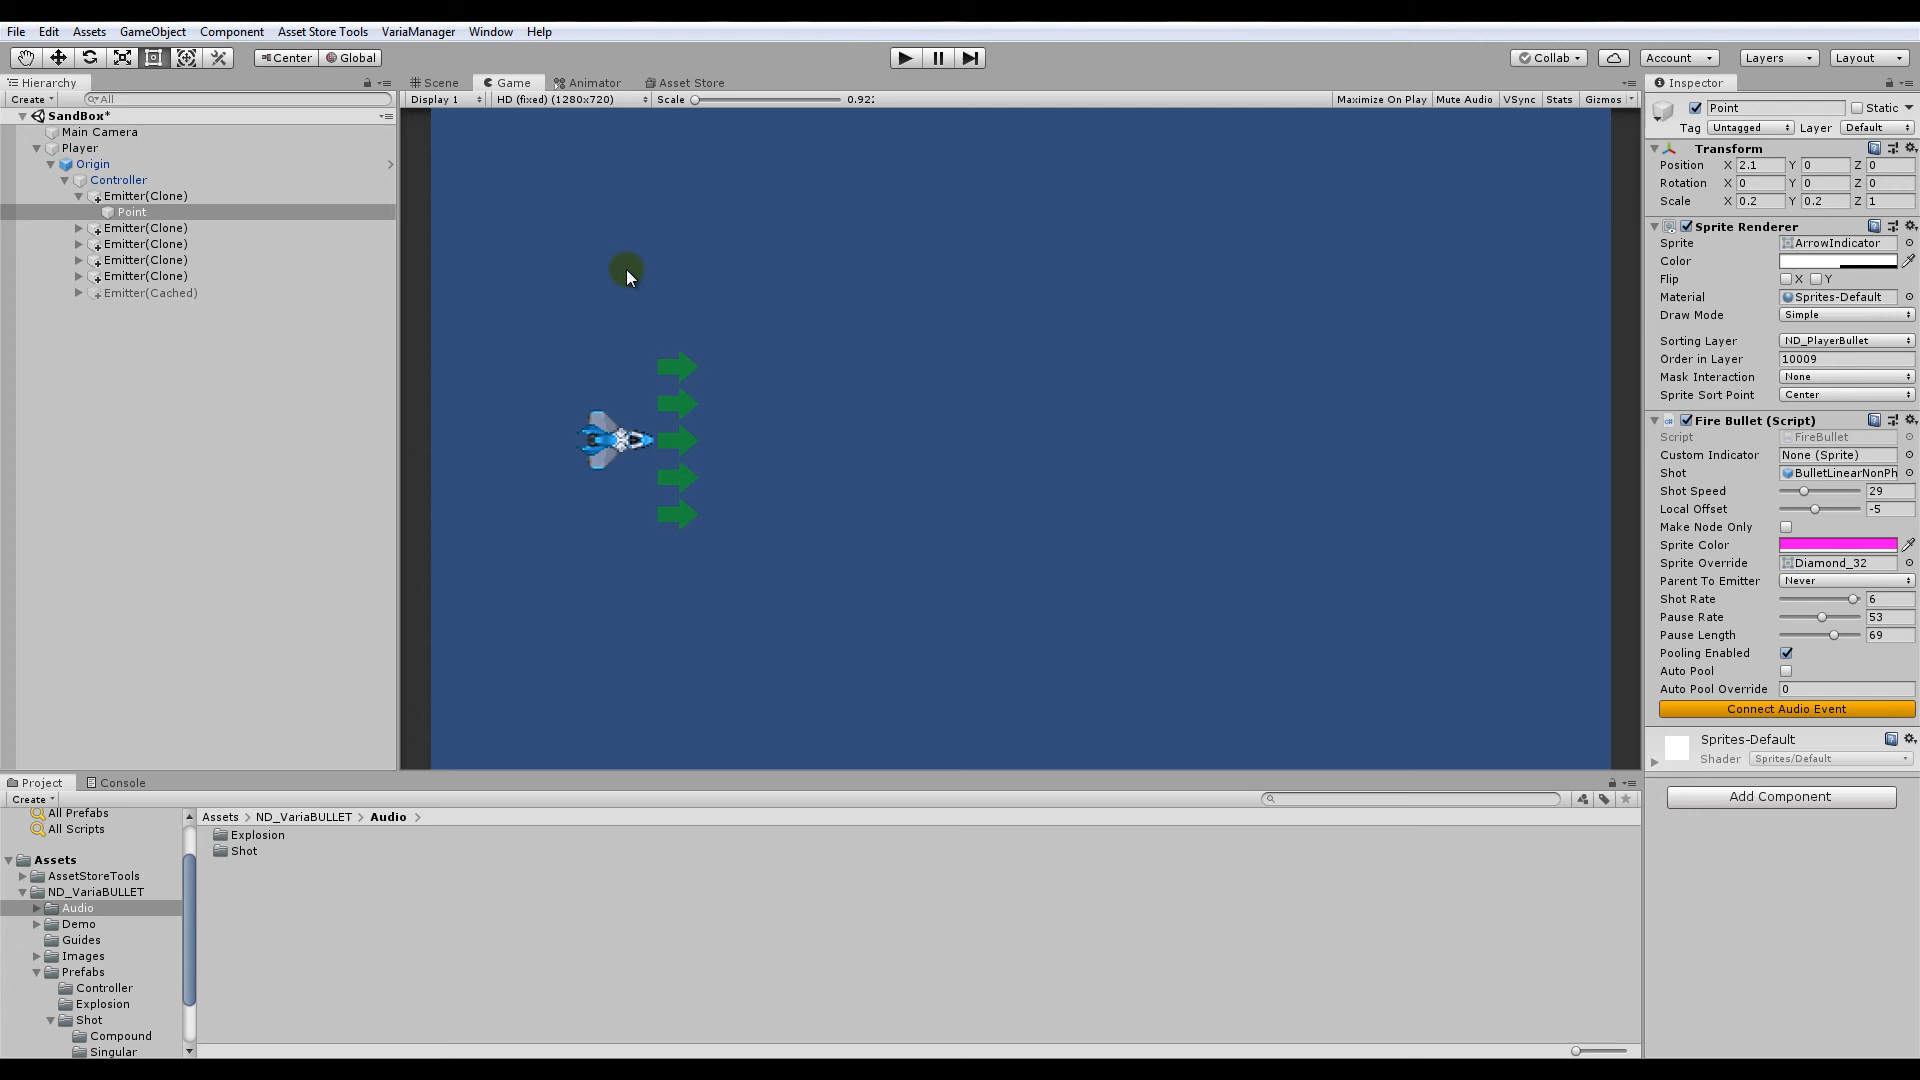 File Edit Assets GameObject Component Asset Store Tools VariaManager Window Help
Center Global Collab Account Layers Layout
Hierarchy
Create All
SandBox*
Main Camera
Player
Origin
Controller
Emitter(Clone)
Point
Emitter(Clone)
Emitter(Clone)
Emitter(Clone)
Emitter(Clone)
Emitter(Cached)
Scene Game Animator Asset Store
Display 1 HD (fixed) (1280x720) Scale 0.92 Maximize On Play Mute Audio VSync Stats Gizmos
Inspector
Point Static
Tag Untagged Layer Default
Transform
Position X 2.1 Y 0 Z 0
Rotation X 0 Y 0 Z 0
Scale X 0.2 Y 0.2 Z 1
Sprite Renderer
Sprite ArrowIndicator
Color
Flip X Y
Material Sprites-Default
Draw Mode Simple
Sorting Layer ND_PlayerBullet
Order in Layer 10009
Mask Interaction None
Sprite Sort Point Center
Fire Bullet (Script)
Script FireBullet
Custom Indicator None (Sprite)
Shot BulletLinearNonPh
Shot Speed 29
Local Offset -5
Make Node Only
Sprite Color
Sprite Override Diamond_32
Parent To Emitter Never
Shot Rate 6
Pause Rate 53
Pause Length 69
Pooling Enabled
Auto Pool
Auto Pool Override 0
Connect Audio Event
Sprites-Default
Shader Sprites/Default
Add Component
Project Console
Create
All Prefabs
All Scripts
Assets
AssetStoreTools
ND_VariaBULLET
Audio
Demo
Guides
Images
Prefabs
Controller
Explosion
Shot
Compound
Singular
Assets > ND_VariaBULLET > Audio >
Explosion
Shot